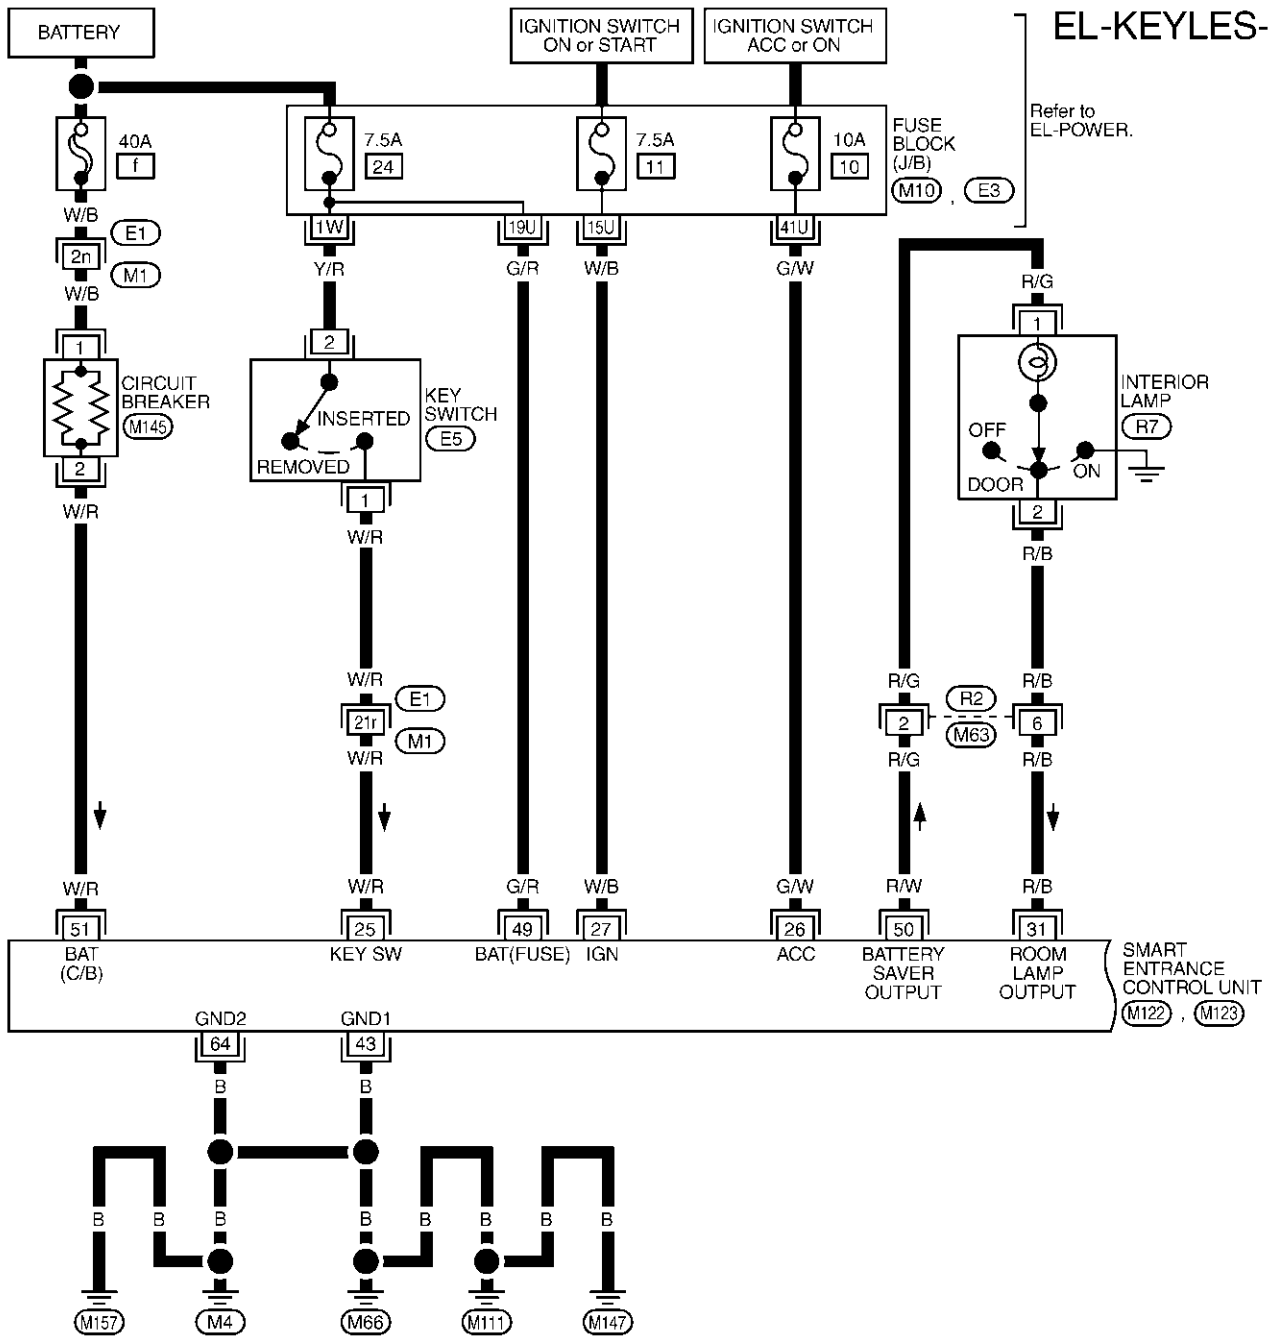 EL-KEYLES-
BATTERY
IGNITION SWITCH
ON or START
IGNITION SWITCH
ACC or ON
Refer to
EL-POWER.
40A
f
7.5A
24
7.5A
11
10A
10
FUSE
BLOCK
(J/B)
M10 , E3
W/B
E1
2n
M1
W/B
1W
19U
15U
41U
Y/R
G/R
W/B
G/W
R/G
1
2
1
CIRCUIT
BREAKER
M145
2
W/R
INSERTED
REMOVED
KEY
SWITCH
E5
1
W/R
INTERIOR
LAMP
R7
OFF
DOOR
ON
2
R/B
W/R
E1
21r
M1
W/R
R/G
R2
R/B
2
M63
6
R/G
R/B
W/R
W/R
G/R
W/B
G/W
R/W
R/B
51
25
49
27
26
50
31
BAT
(C/B)
KEY SW
BAT(FUSE)
IGN
ACC
BATTERY
SAVER
OUTPUT
ROOM
LAMP
OUTPUT
SMART
ENTRANCE
CONTROL UNIT
M122 , M123
GND2
GND1
64
43
B
B
B
B
B
B
B
B
B
B
M157
M4
M66
M111
M147